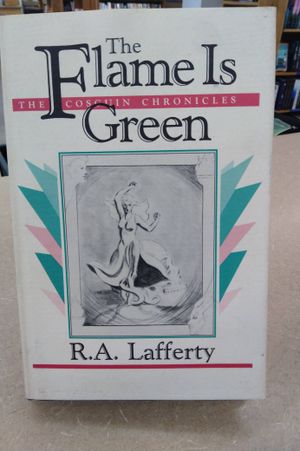 The
Flame Is
THE COSCUIN CHRONICLES
Green
R.A. Lafferty